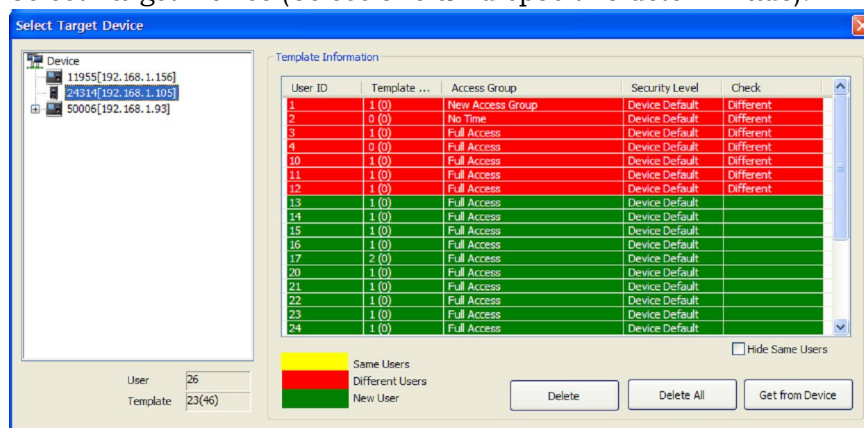 Select Target Device
Device
11955[192.168.1.156]
24314[192.168.1.105]
50006[192.168.1.93]
Template Information
User ID Template ... Access Group Security Level Check
1 1 (0) New Access Group Device Default Different
2 0 (0) No Time Device Default Different
3 1 (0) Full Access Device Default Different
4 0 (0) Full Access Device Default Different
10 1 (0) Full Access Device Default Different
11 1 (0) Full Access Device Default Different
12 1 (0) Full Access Device Default Different
13 1 (0) Full Access Device Default
14 1 (0) Full Access Device Default
15 1 (0) Full Access Device Default
16 1 (0) Full Access Device Default
17 2 (0) Full Access Device Default
20 1 (0) Full Access Device Default
21 1 (0) Full Access Device Default
22 1 (0) Full Access Device Default
23 1 (0) Full Access Device Default
24 1 (0) Full Access Device Default
Hide Same Users
Same Users
Different Users
New User
User 26
Template 23(46)
Delete Delete All Get from Device